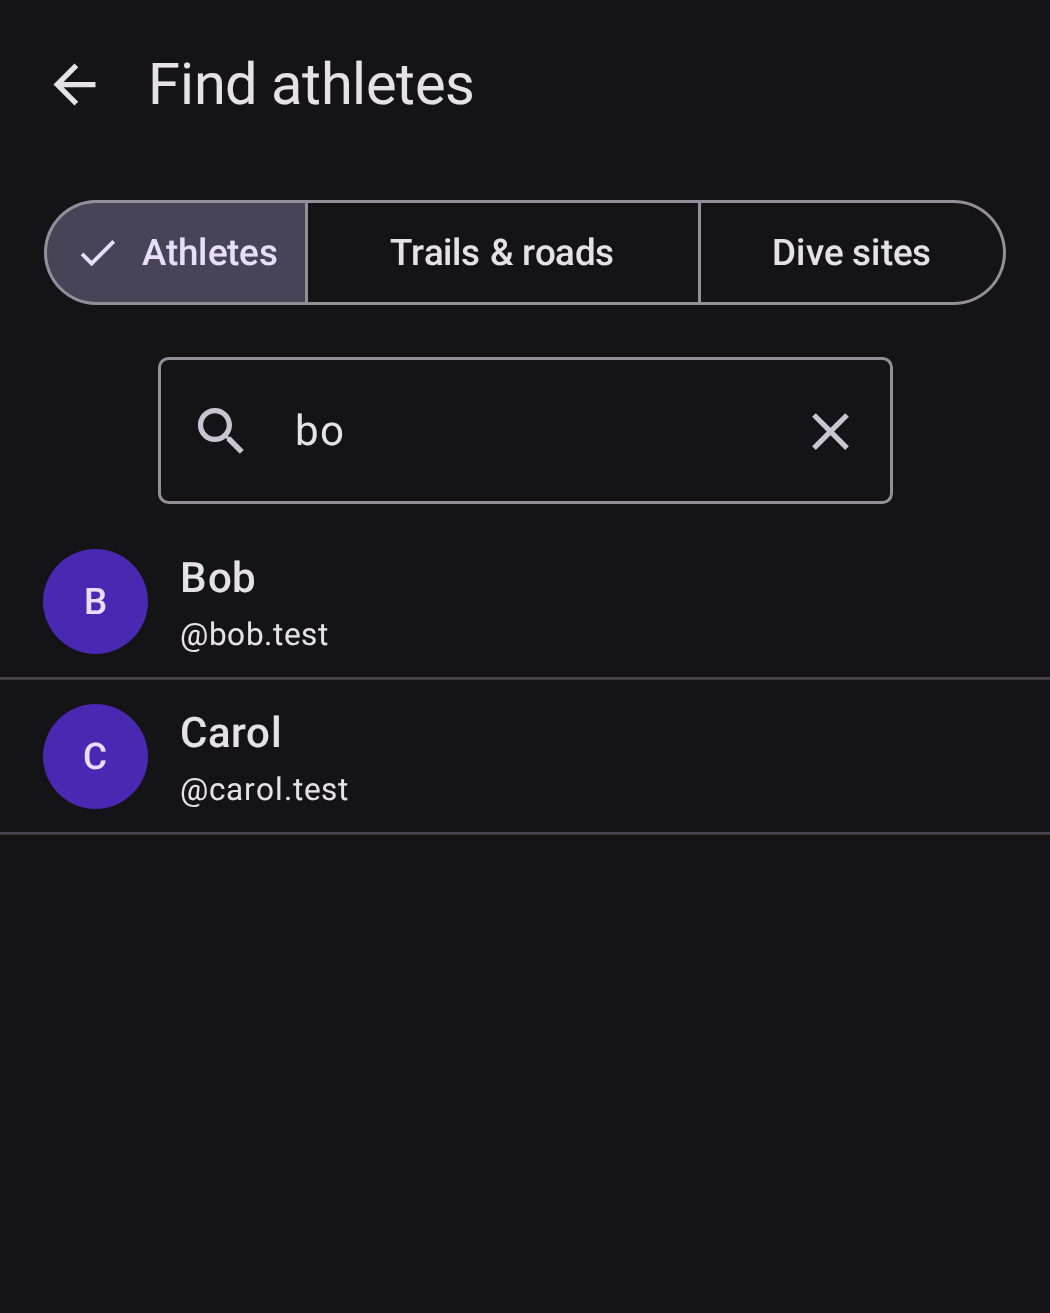 Find athletes
Athletes
Trails & roads
Dive sites
bo
B
Bob
@bob.test
C
Carol
@carol.test